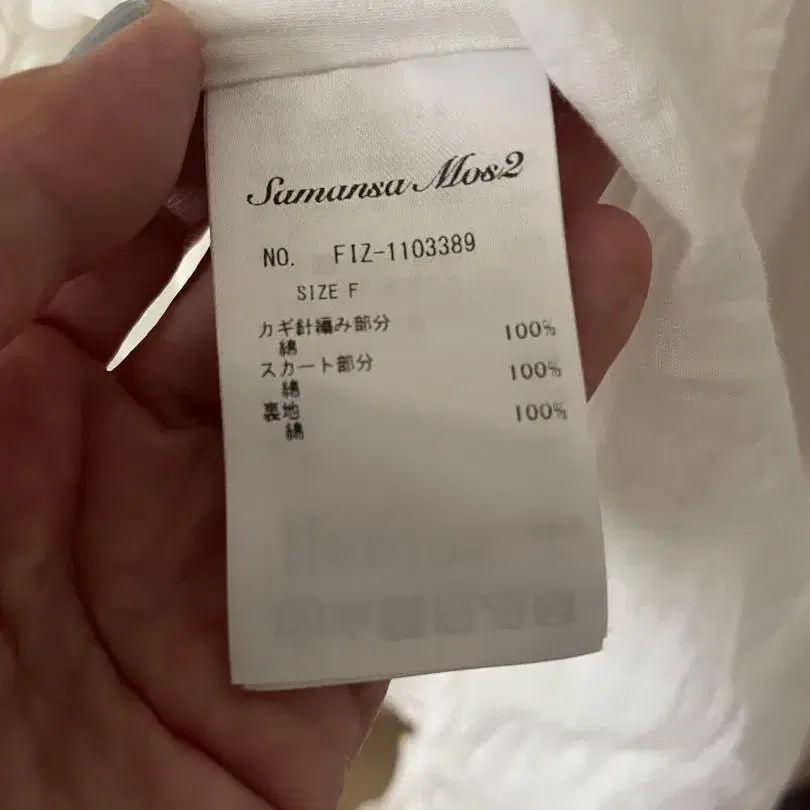 Samansa Mos2
NO. FIZ-1103389
SIZE F
カギ針編み部分
綿 100%
スカート部分
綿 100%
裏地
綿 100%